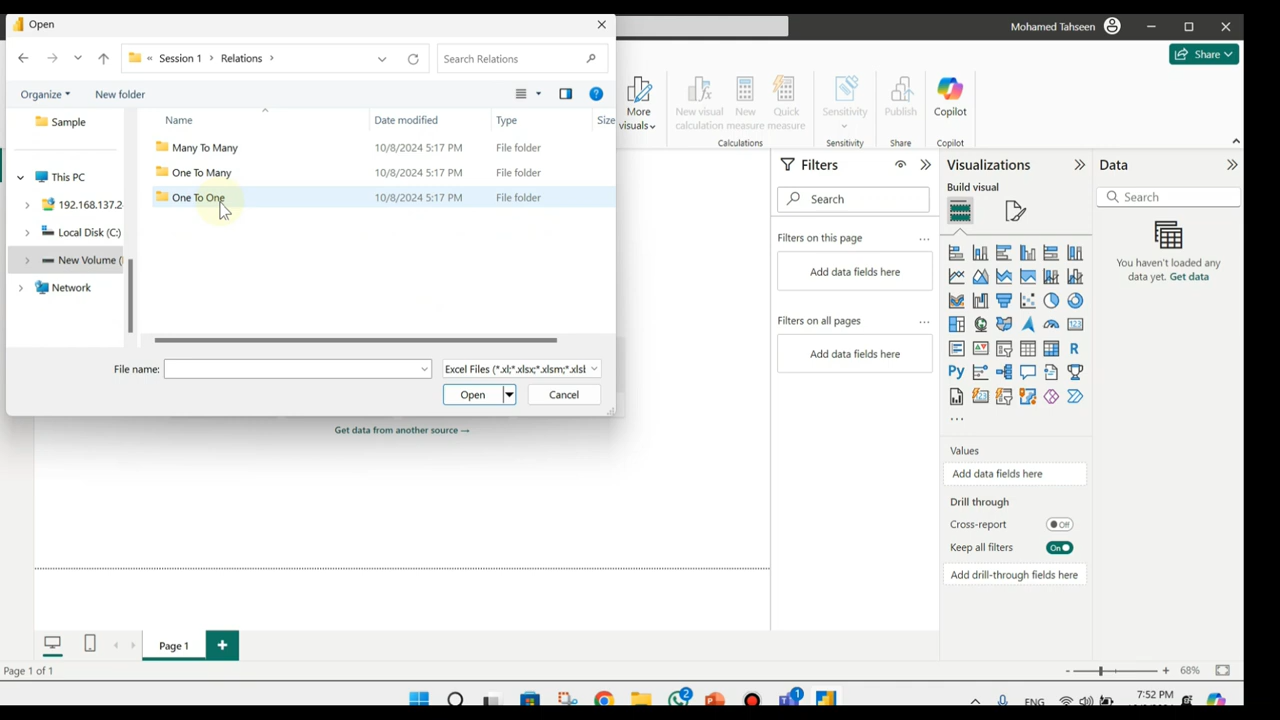 Open
Mohamed Tahseen
« Session 1 > Relations >
Search Relations
Share
Organize
New folder
More visuals
New visual calculation
New measure
Quick measure
Sensitivity
Publish
Copilot
Calculations
Sensitivity
Share
Copilot
Sample
This PC
192.168.137.2
Local Disk (C:)
New Volume (
Network
Name
Date modified
Type
Size
Many To Many
10/8/2024 5:17 PM
File folder
One To Many
10/8/2024 5:17 PM
File folder
One To One
10/8/2024 5:17 PM
File folder
File name:
Excel Files (*.xl;*.xlsx;*.xlsm;*.xlsl
Open
Cancel
Get data from another source →
Filters
Search
Filters on this page
...
Add data fields here
Filters on all pages
...
Add data fields here
Visualizations
Build visual
123
R
Py
...
Values
Add data fields here
Drill through
Cross-report
Off
Keep all filters
On
Add drill-through fields here
Data
Search
You haven't loaded any
data yet. Get data
Page 1
+
Page 1 of 1
- + 68%
2
1
ENG
7:52 PM